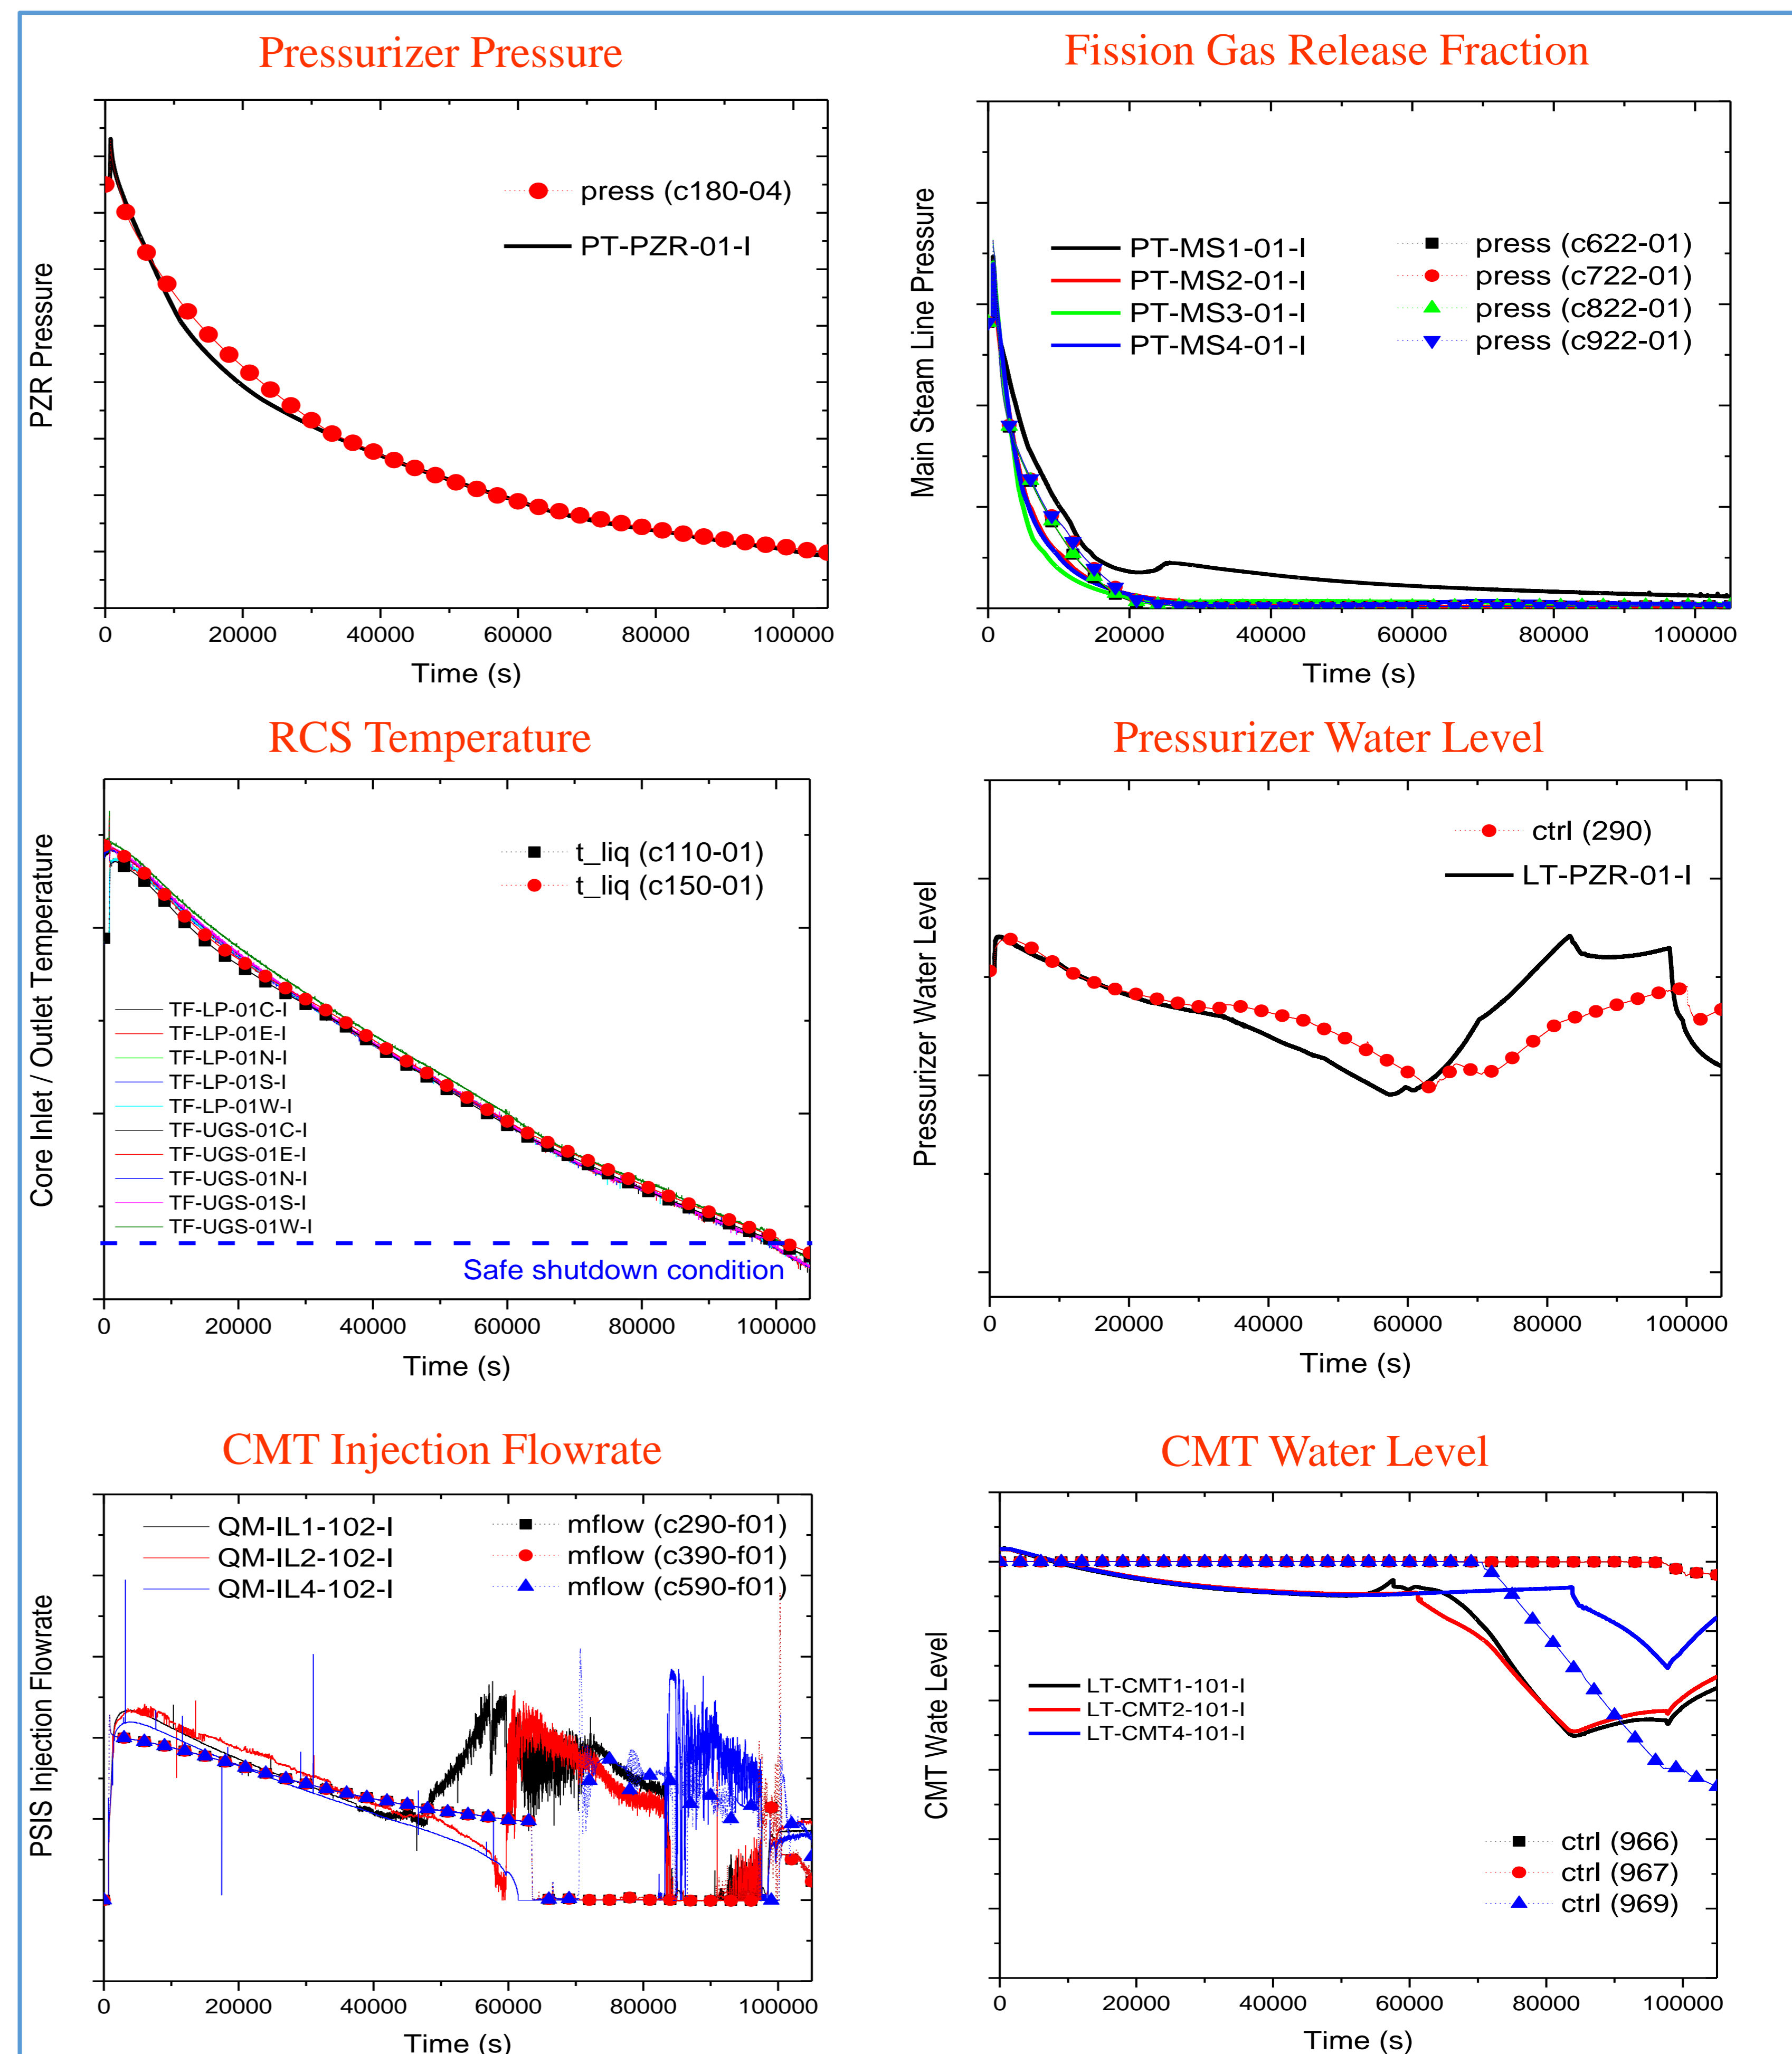 Pressurizer Pressure
PZR Pressure
press (c180-04)
PT-PZR-01-I
0 20000 40000 60000 80000 100000
Time (s)
Fission Gas Release Fraction
Main Steam Line Pressure
PT-MS1-01-I
PT-MS2-01-I
PT-MS3-01-I
PT-MS4-01-I
press (c622-01)
press (c722-01)
press (c822-01)
press (c922-01)
0 20000 40000 60000 80000 100000
Time (s)
RCS Temperature
Core Inlet / Outlet Temperature
t_liq (c110-01)
t_liq (c150-01)
TF-LP-01C-I
TF-LP-01E-I
TF-LP-01N-I
TF-LP-01S-I
TF-LP-01W-I
TF-UGS-01C-I
TF-UGS-01E-I
TF-UGS-01N-I
TF-UGS-01S-I
TF-UGS-01W-I
Safe shutdown condition
0 20000 40000 60000 80000 100000
Time (s)
Pressurizer Water Level
Pressurizer Water Level
ctrl (290)
LT-PZR-01-I
0 20000 40000 60000 80000 100000
Time (s)
CMT Injection Flowrate
PSIS Injection Flowrate
QM-IL1-102-I
QM-IL2-102-I
QM-IL4-102-I
mflow (c290-f01)
mflow (c390-f01)
mflow (c590-f01)
0 20000 40000 60000 80000 100000
Time (s)
CMT Water Level
CMT Wate Level
LT-CMT1-101-I
LT-CMT2-101-I
LT-CMT4-101-I
ctrl (966)
ctrl (967)
ctrl (969)
0 20000 40000 60000 80000 100000
Time (s)